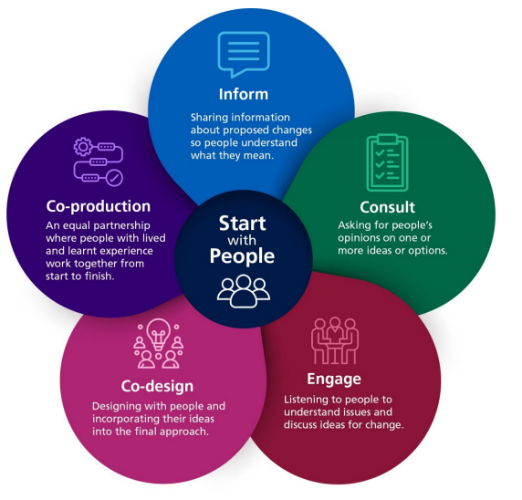 Inform
Sharing information
about proposed changes
so people understand
what they mean.
Consult
Asking for people's
opinions on one or
more ideas or options.
Engage
Listening to people to
understand issues and
discuss ideas for change.
Co-design
Designing with people and
incorporating their ideas
into the final approach.
Co-production
An equal partnership
where people with lived
and learnt experience
work together from
start to finish.
Start
with
People